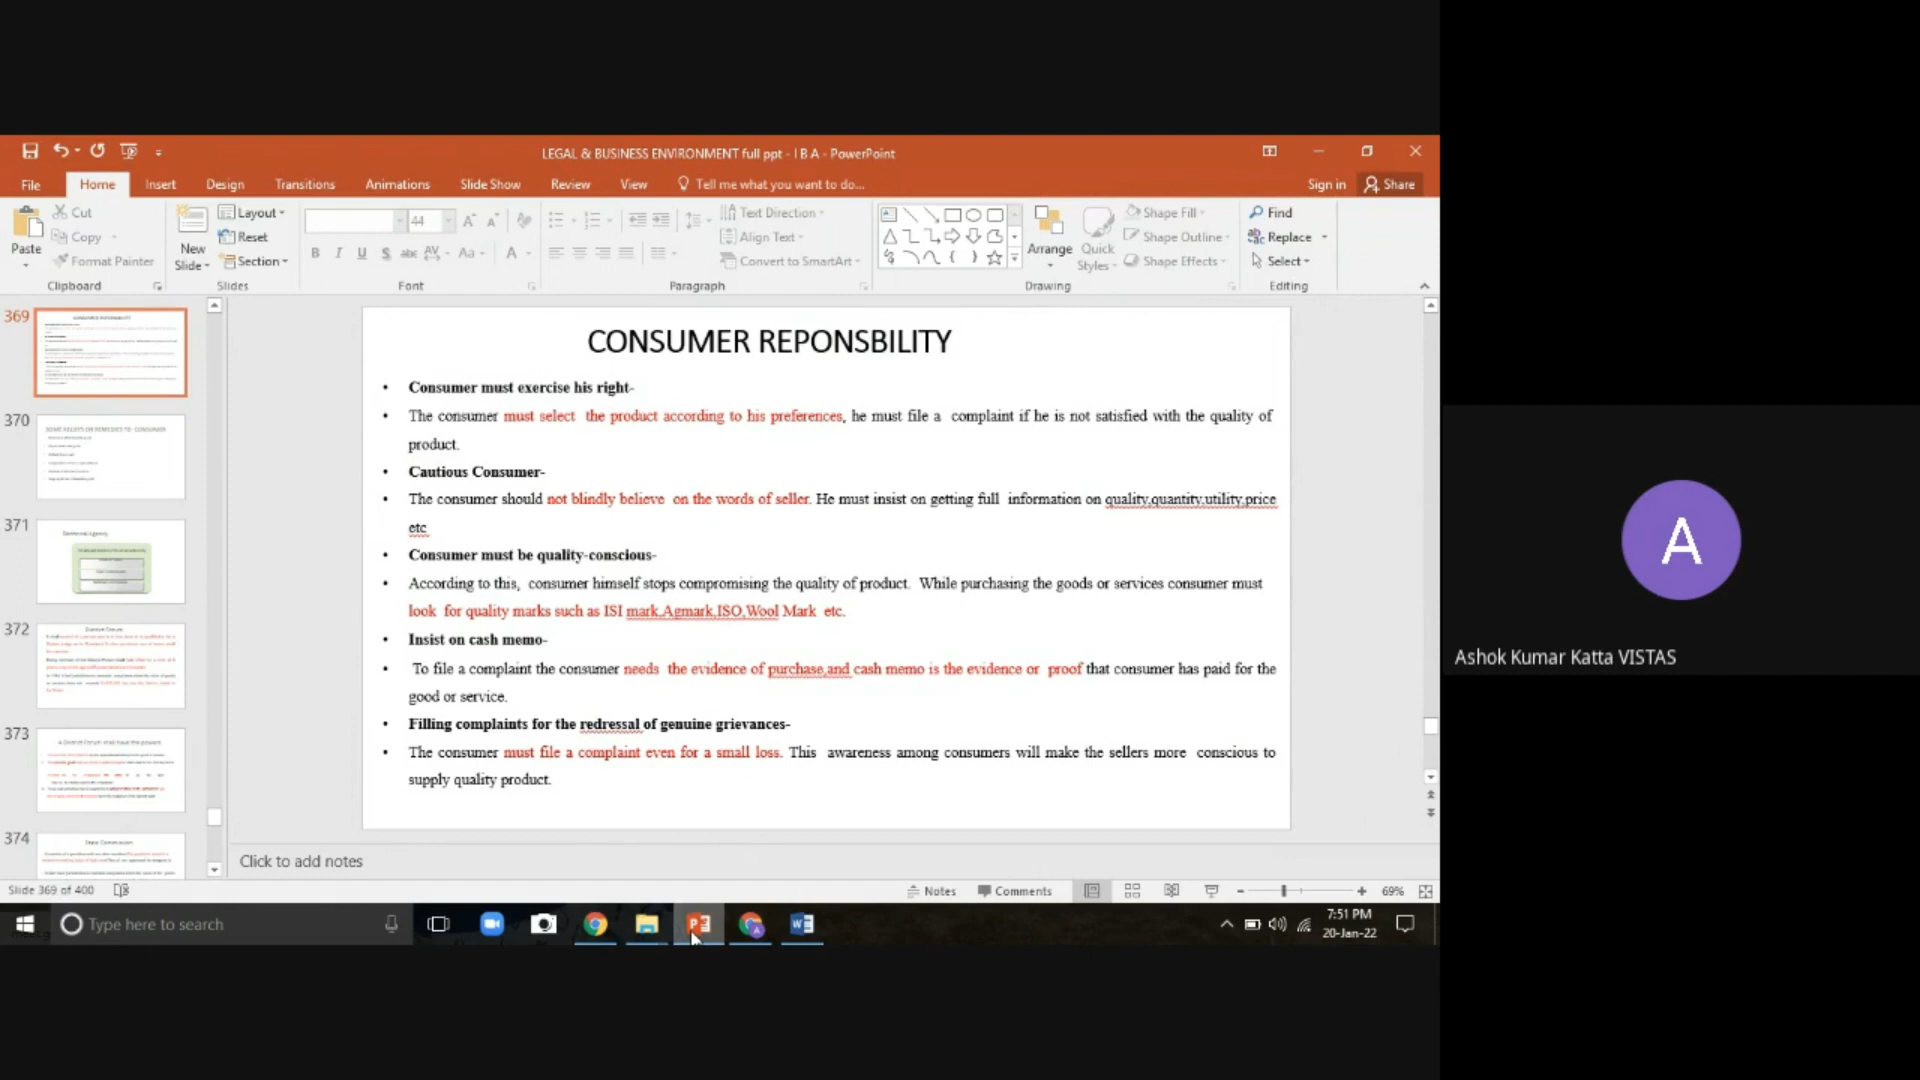 LEGAL & BUSINESS ENVIRONMENT full ppt - I B A - PowerPoint
File Home Insert Design Transitions Animations Slide Show Review View Tell me what you want to do... Sign in Share
Paste Cut Copy Format Painter
Clipboard
New Slide Layout Reset Section
Slides
44
B I U S abc AV Aa A
Font
Text Direction
Align Text
Convert to SmartArt
Paragraph
Arrange Quick Styles
Shape Fill
Shape Outline
Shape Effects
Drawing
Find
Replace
Select
Editing
369
370
SOME RELIEFS OR REMEDIES TO CONSUMER
371
372
373
A District Forum shall have the powers
374
State Commission
CONSUMER REPONSBILITY
• Consumer must exercise his right-
• The consumer must select the product according to his preferences, he must file a complaint if he is not satisfied with the quality of
product.
• Cautious Consumer-
• The consumer should not blindly believe on the words of seller. He must insist on getting full information on quality,quantity,utility,price
etc
• Consumer must be quality-conscious-
• According to this, consumer himself stops compromising the quality of product. While purchasing the goods or services consumer must
look for quality marks such as ISI mark,Agmark,ISO,Wool Mark etc.
• Insist on cash memo-
• To file a complaint the consumer needs the evidence of purchase,and cash memo is the evidence or proof that consumer has paid for the
good or service.
• Filling complaints for the redressal of genuine grievances-
• The consumer must file a complaint even for a small loss. This awareness among consumers will make the sellers more conscious to
supply quality product.
Click to add notes
Slide 369 of 400 Notes Comments 69%
Type here to search
7:51 PM
20-Jan-22
A
Ashok Kumar Katta VISTAS